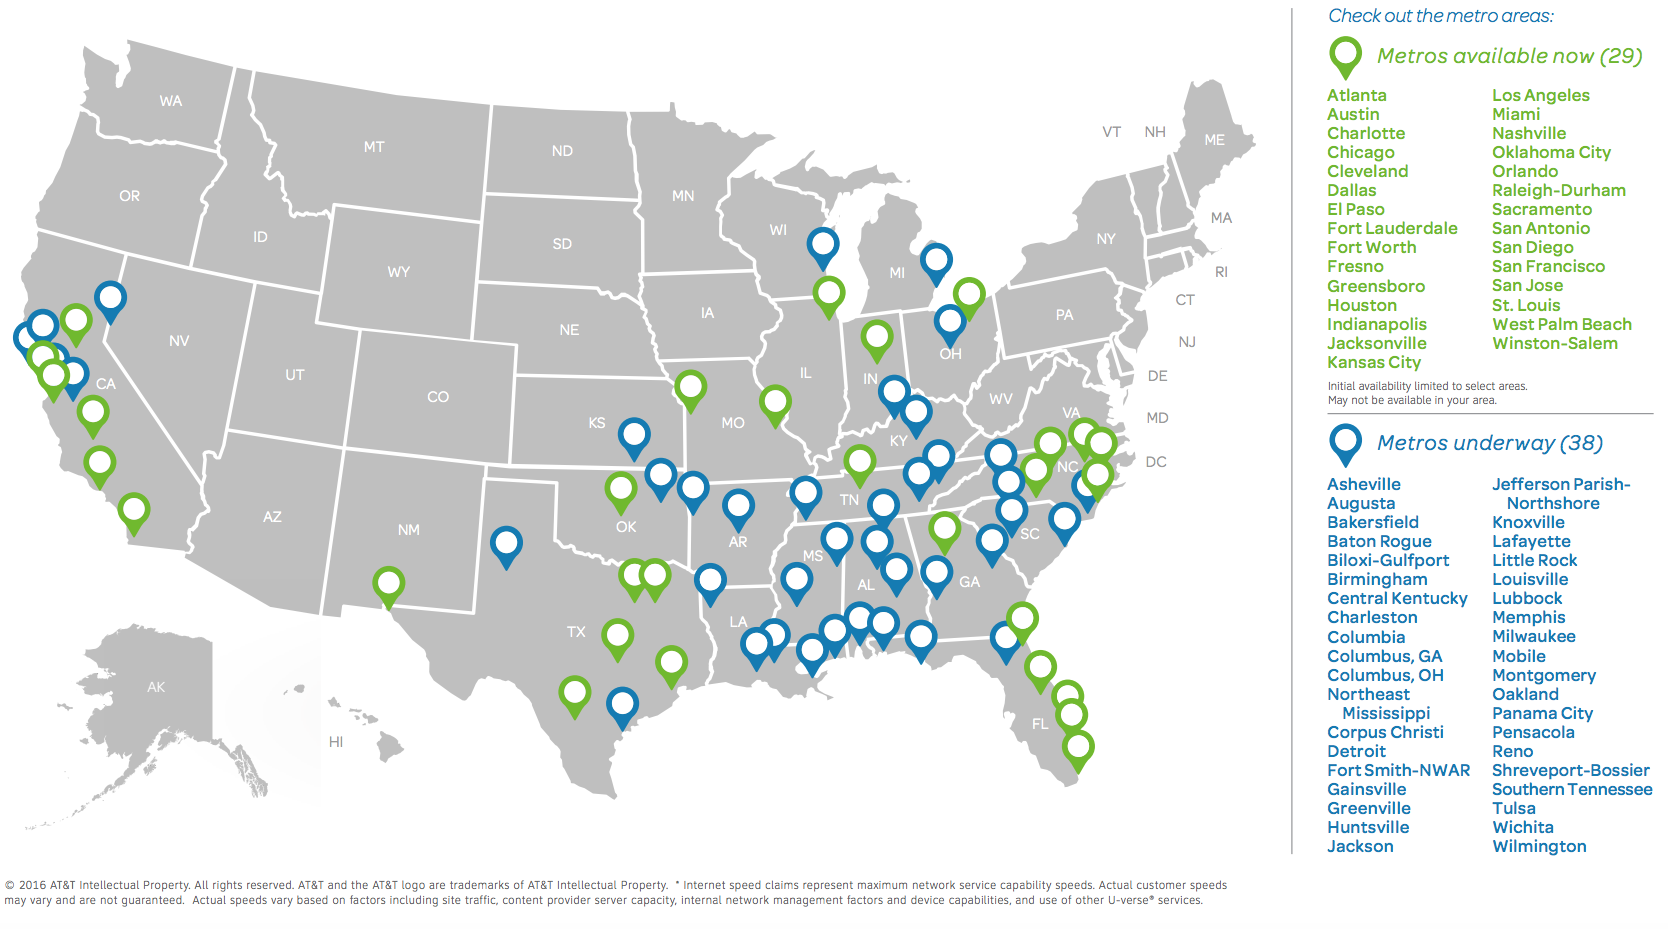 WA
MT
ND
MN
OR
ID
SD
WI
WY
MI
VT
NH
ME
MA
NY
RI
CT
NJ
PA
IA
NE
NV
UT
CO
CA
IL
IN
OH
WV
VA
DE
MD
DC
KS
MO
KY
NC
TN
OK
AR
SC
AZ
NM
MS
AL
GA
TX
LA
FL
AK
HI
Check out the metro areas:
Metros available now (29)
Atlanta
Austin
Charlotte
Chicago
Cleveland
Dallas
El Paso
Fort Lauderdale
Fort Worth
Fresno
Greensboro
Houston
Indianapolis
Jacksonville
Kansas City
Los Angeles
Miami
Nashville
Oklahoma City
Orlando
Raleigh-Durham
Sacramento
San Antonio
San Diego
San Francisco
San Jose
St. Louis
West Palm Beach
Winston-Salem
Initial availability limited to select areas.
May not be available in your area.
Metros underway (38)
Asheville
Augusta
Bakersfield
Baton Rogue
Biloxi-Gulfport
Birmingham
Central Kentucky
Charleston
Columbia
Columbus, GA
Columbus, OH
Northeast
Mississippi
Corpus Christi
Detroit
Fort Smith-NWAR
Gainsville
Greenville
Huntsville
Jackson
Jefferson Parish-
Northshore
Knoxville
Lafayette
Little Rock
Louisville
Lubbock
Memphis
Milwaukee
Mobile
Montgomery
Oakland
Panama City
Pensacola
Reno
Shreveport-Bossier
Southern Tennessee
Tulsa
Wichita
Wilmington
© 2016 AT&T Intellectual Property. All rights reserved. AT&T and the AT&T logo are trademarks of AT&T Intellectual Property. * Internet speed claims represent maximum network service capability speeds. Actual customer speeds
may vary and are not guaranteed. Actual speeds vary based on factors including site traffic, content provider server capacity, internal network management factors and device capabilities, and use of other U-verse® services.